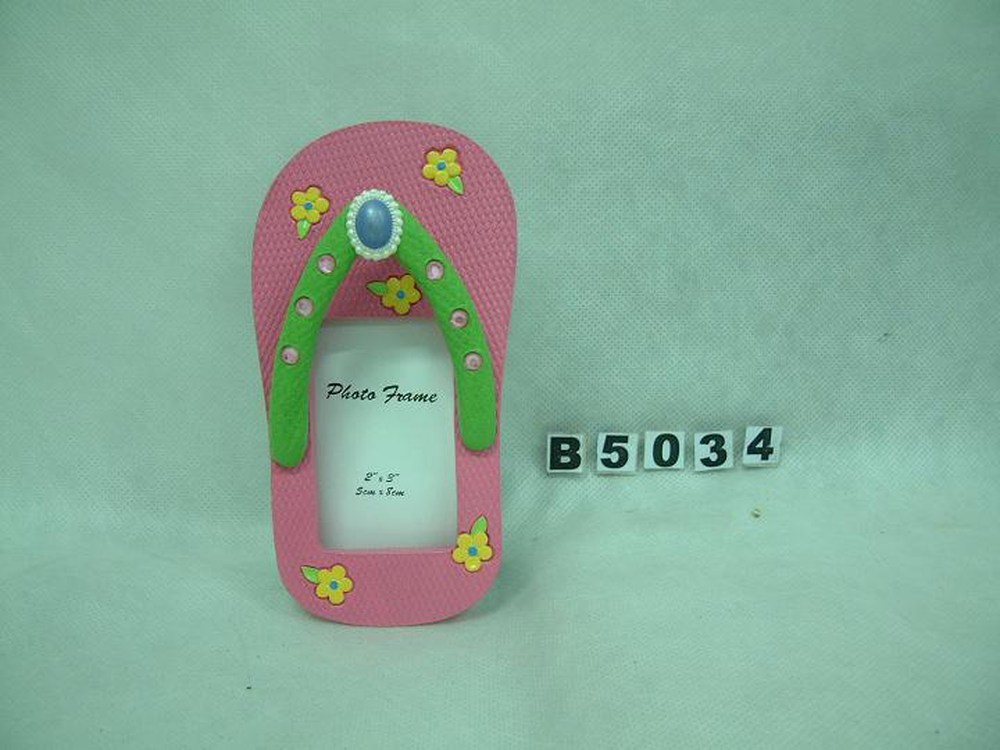 Photo Frame
2" x 3"
5cm x 8cm
B5034